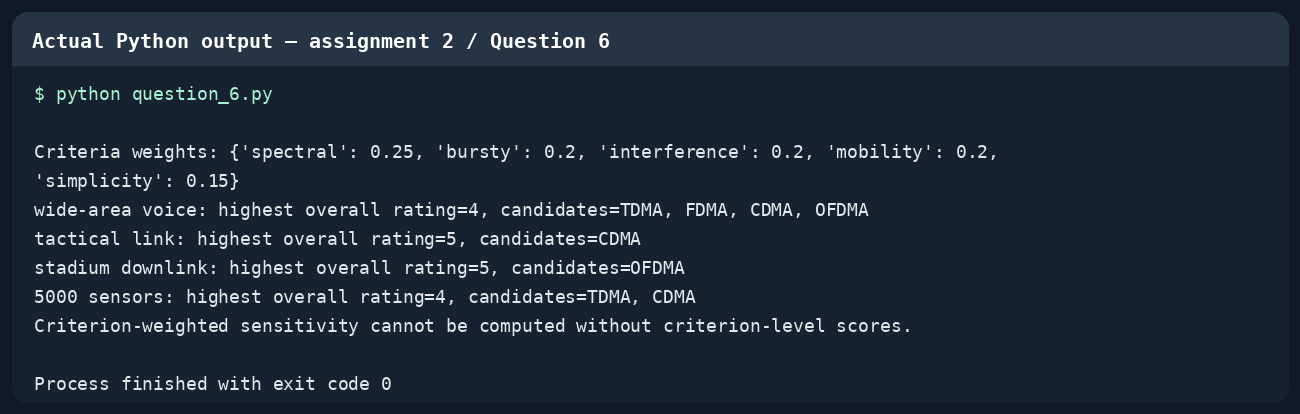 Actual Python output — assignment 2 / Question 6
$ python question_6.py
Criteria weights: {'spectral': 0.25, 'bursty': 0.2, 'interference': 0.2, 'mobility': 0.2,
'simplicity': 0.15}
wide-area voice: highest overall rating=4, candidates=TDMA, FDMA, CDMA, OFDMA
tactical link: highest overall rating=5, candidates=CDMA
stadium downlink: highest overall rating=5, candidates=OFDMA
5000 sensors: highest overall rating=4, candidates=TDMA, CDMA
Criterion-weighted sensitivity cannot be computed without criterion-level scores.
Process finished with exit code 0